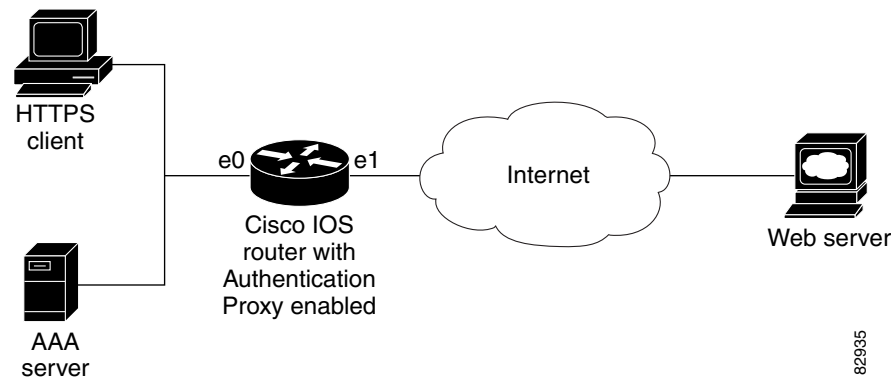 HTTPS
client
e0
e1
Cisco IOS
router with
Authentication
Proxy enabled
Internet
Web server
AAA
server
82935